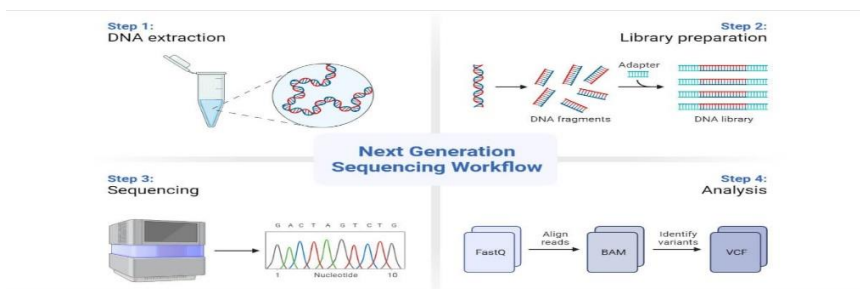 Step 1:
DNA extraction
Step 2:
Library preparation
Adapter
DNA fragments
DNA library
Next Generation
Sequencing Workflow
Step 3:
Sequencing
G A C T A G T C T G
1 Nucleotide 10
Step 4:
Analysis
FastQ
Align
reads
BAM
Identify
variants
VCF